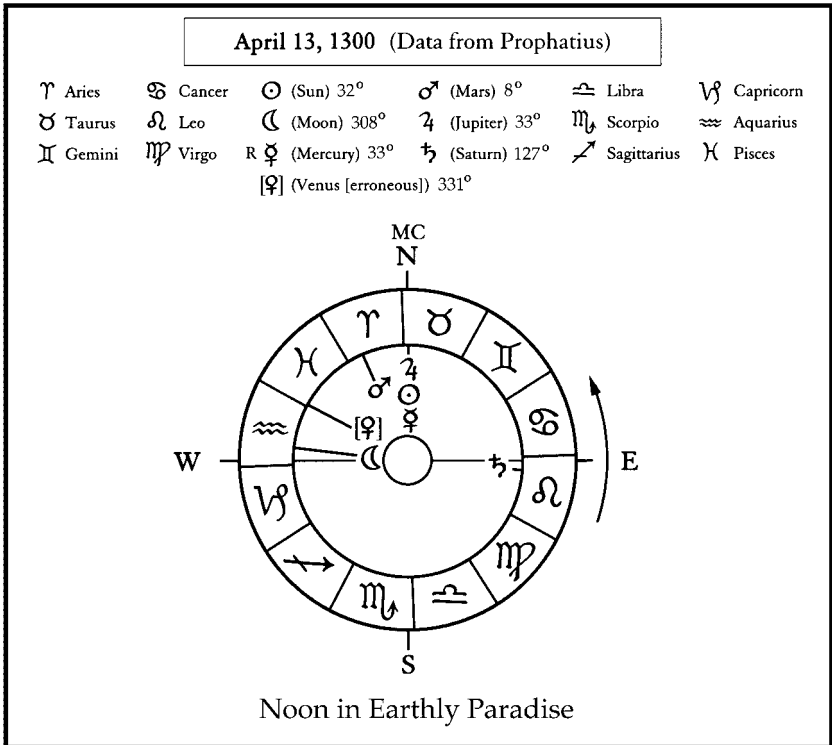 April 13, 1300 (Data from Prophatius)
♈ Aries ♋ Cancer ☉ (Sun) 32° ♂ (Mars) 8° ♎ Libra ♑ Capricorn
♉ Taurus ♌ Leo ☾ (Moon) 308° ♃ (Jupiter) 33° ♏ Scorpio ♒ Aquarius
♊ Gemini ♍ Virgo R ☿ (Mercury) 33° ♄ (Saturn) 127° ♐ Sagittarius ♓ Pisces
[♀] (Venus [erroneous]) 331°
MC
N
♈ ♉
♓ ♊
♃
♂ ☉
☿
♒ [♀] ♋
W ☾ ♄ E
♑ ♌
♐ ♍
♏ ♎
S
Noon in Earthly Paradise